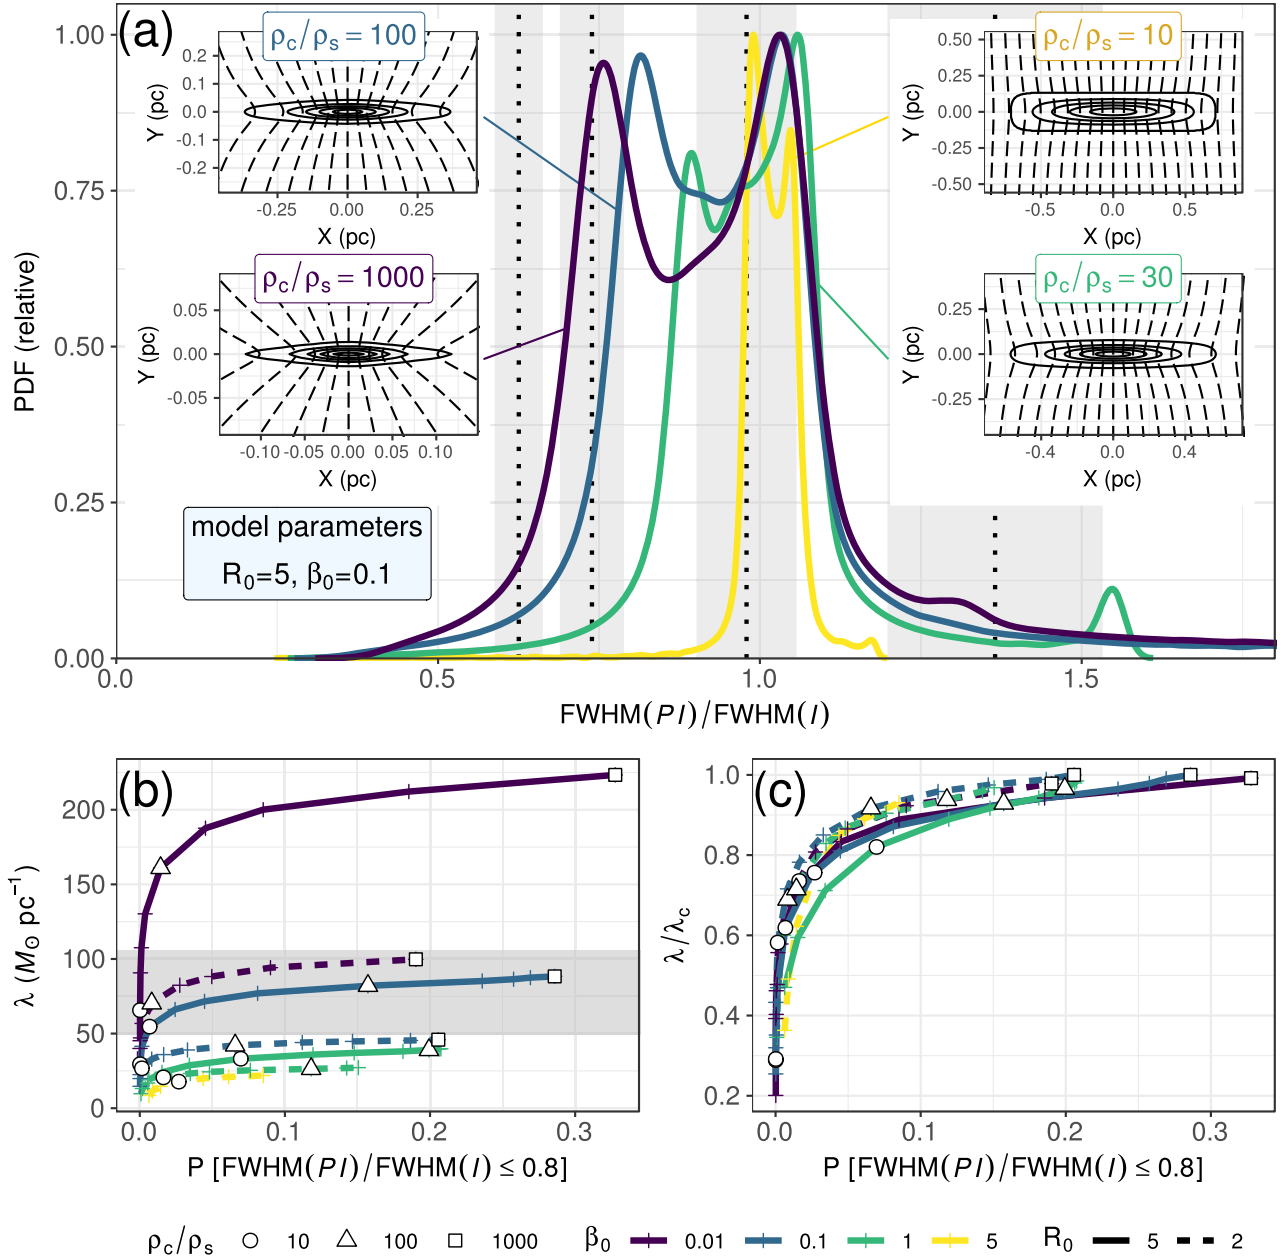 (a)
1.00
0.75
0.50
0.25
0.00
PDF (relative)
ρc/ρs = 100
0.2
0.1
0.0
-0.1
-0.2
Y (pc)
-0.25 0.00 0.25
X (pc)
ρc/ρs = 1000
0.05
0.00
-0.05
Y (pc)
-0.10 -0.05 0.00 0.05 0.10
X (pc)
ρc/ρs = 10
0.50
0.25
0.00
-0.25
-0.50
Y (pc)
-0.5 0.0 0.5
X (pc)
ρc/ρs = 30
0.25
0.00
-0.25
Y (pc)
-0.4 0.0 0.4
X (pc)
model parameters
R0=5, β0=0.1
0.0 0.5 1.0 1.5
FWHM(PI)/FWHM(I)
(b)
200
150
100
50
0
λ (M⊙ pc−1)
0.0 0.1 0.2 0.3
P [FWHM(PI)/FWHM(I) ≤ 0.8]
(c)
1.0
0.8
0.6
0.4
0.2
λ/λc
0.0 0.1 0.2 0.3
P [FWHM(PI)/FWHM(I) ≤ 0.8]
ρc/ρs 10 100 1000 β0 0.01 0.1 1 5 R0 5 2